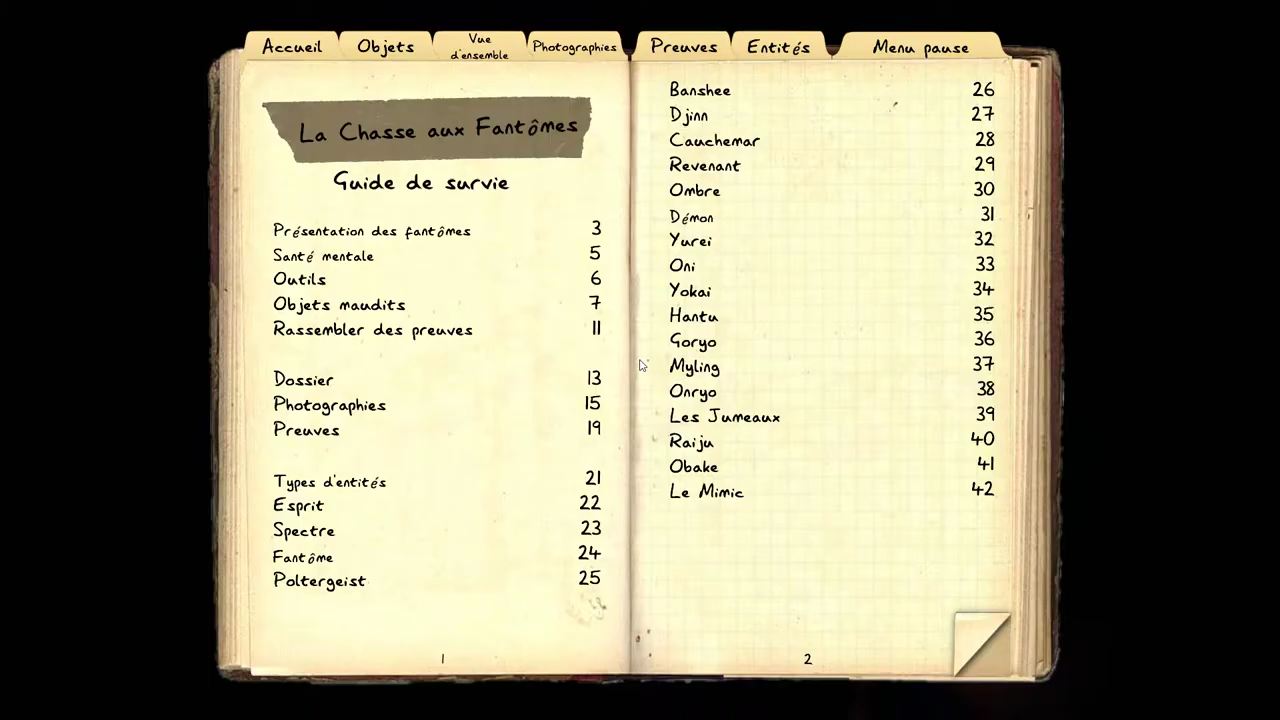 Accueil Objets Vue d'ensemble Photographies Preuves Entités Menu pause
La Chasse aux Fantômes
Guide de survie
Présentation des fantômes 3
Santé mentale 5
Outils 6
Objets maudits 7
Rassembler des preuves 11
Dossier 13
Photographies 15
Preuves 19
Types d'entités 21
Esprit 22
Spectre 23
Fantôme 24
Poltergeist 25
1
Banshee 26
Djinn 27
Cauchemar 28
Revenant 29
Ombre 30
Démon 31
Yurei 32
Oni 33
Yokai 34
Hantu 35
Goryo 36
Myling 37
Onryo 38
Les Jumeaux 39
Raiju 40
Obake 41
Le Mimic 42
2